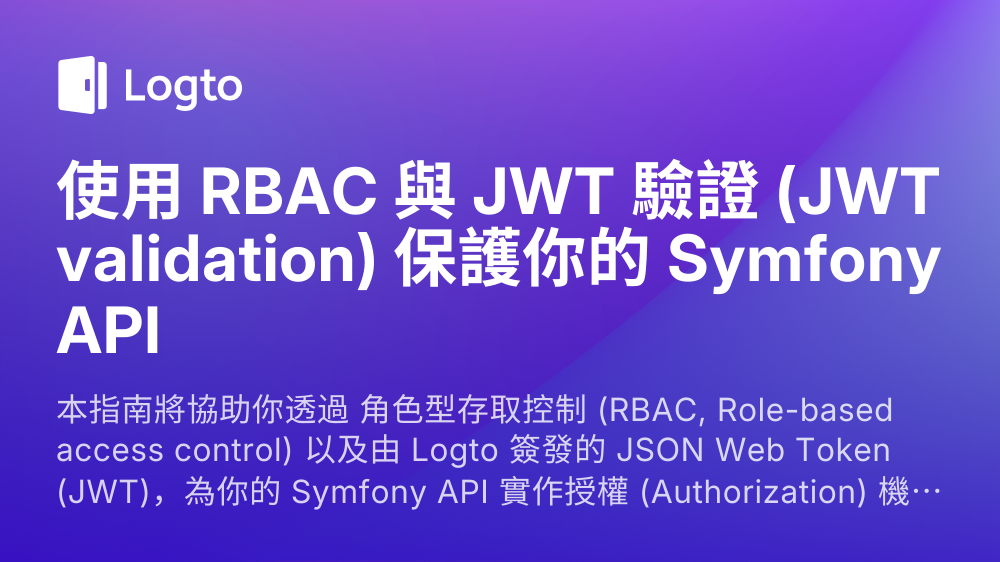 Logto
使用 RBAC 與 JWT 驗證 (JWT
validation) 保護你的 Symfony
API
本指南將協助你透過 角色型存取控制 (RBAC, Role-based
access control) 以及由 Logto 簽發的 JSON Web Token
(JWT)，為你的 Symfony API 實作授權 (Authorization) 機⋯